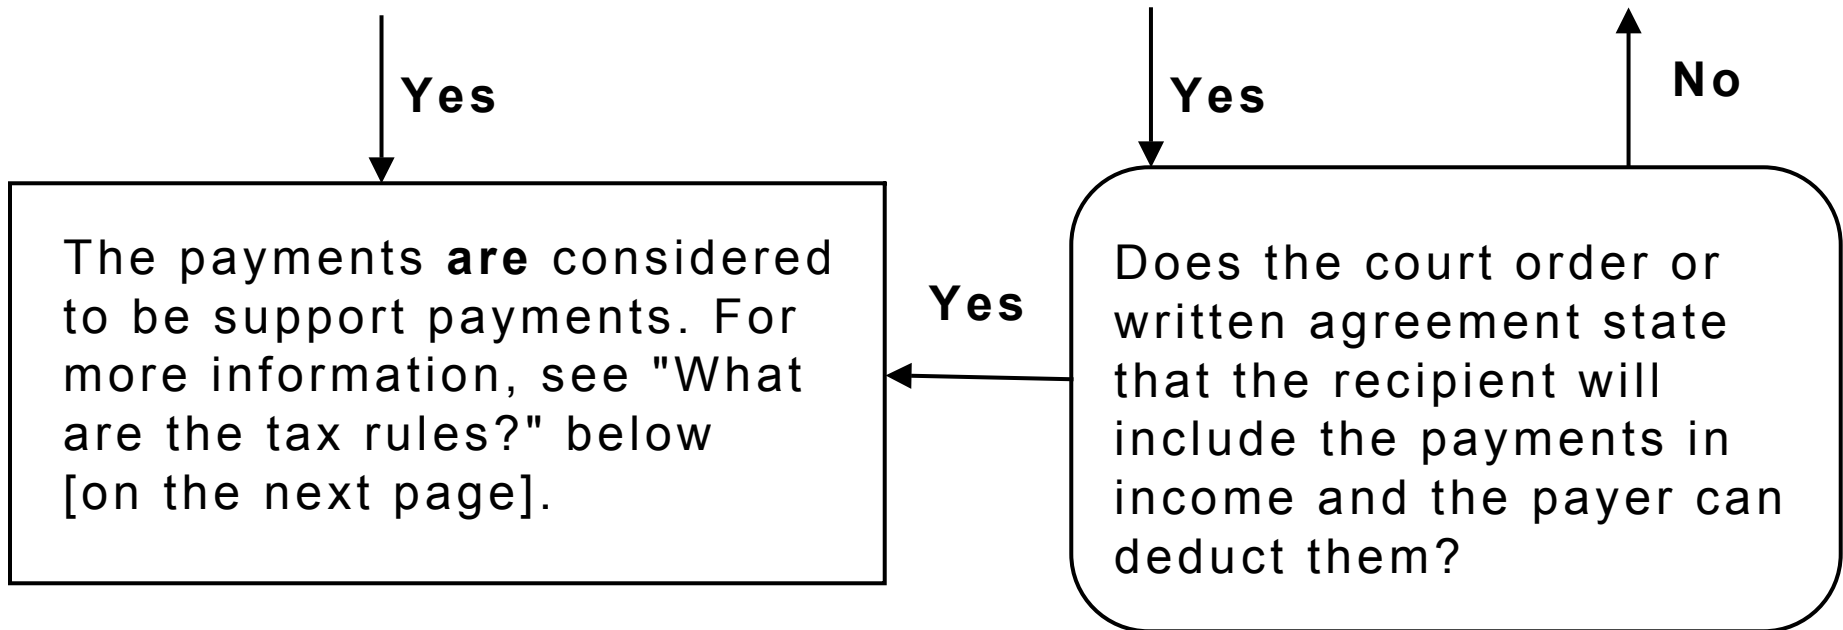 Yes
Yes
No
The payments are considered
to be support payments. For
more information, see "What
are the tax rules?" below
[on the next page].
Yes
Does the court order or
written agreement state
that the recipient will
include the payments in
income and the payer can
deduct them?